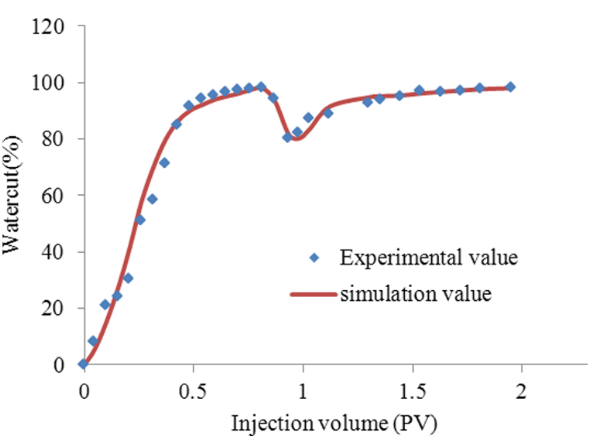 120
100
80
60
40
20
0
Watercut(%)
Experimental value
simulation value
0 0.5 1 1.5 2
Injection volume (PV)